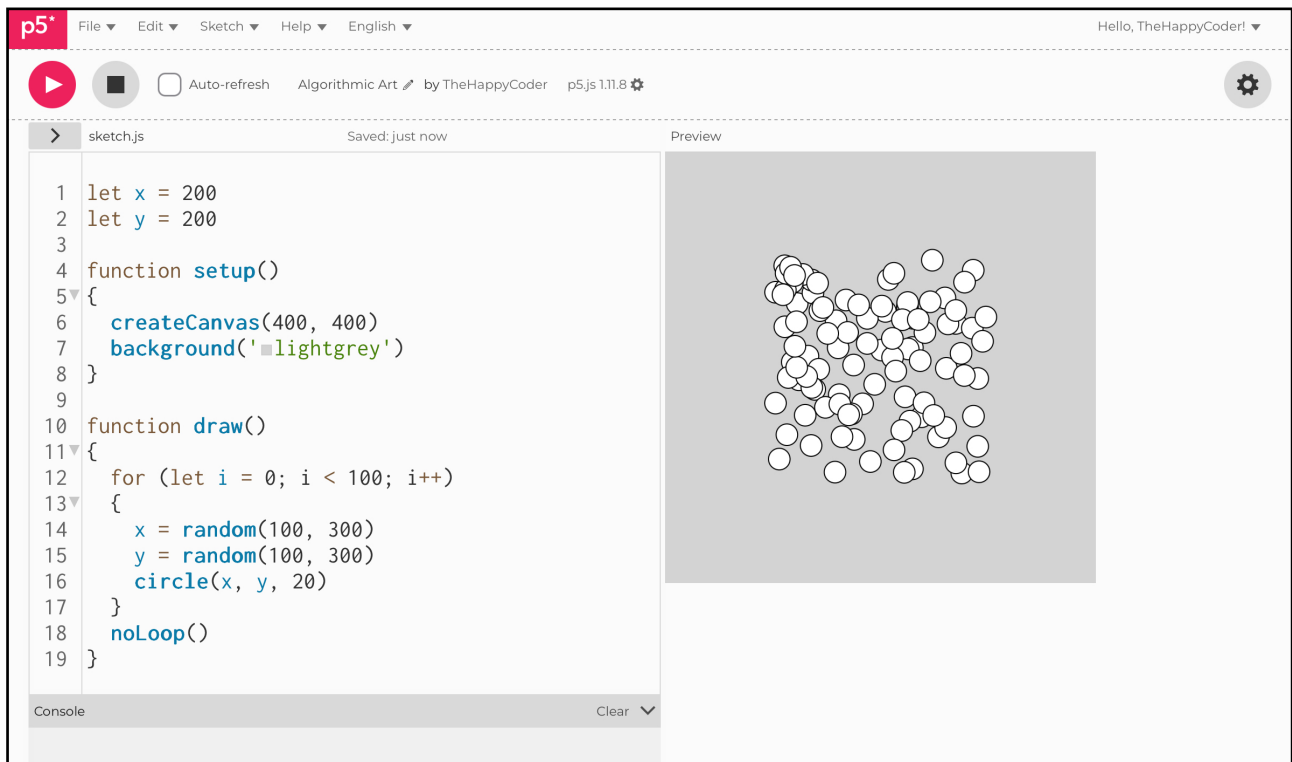 p5* File Edit Sketch Help English Hello, TheHappyCoder!
Auto-refresh Algorithmic Art by TheHappyCoder p5.js 1.11.8
sketch.js Saved: just now Preview
1 let x = 200
2 let y = 200
3
4 function setup()
5 {
6 createCanvas(400, 400)
7 background('lightgrey')
8 }
9
10 function draw()
11 {
12 for (let i = 0; i < 100; i++)
13 {
14 x = random(100, 300)
15 y = random(100, 300)
16 circle(x, y, 20)
17 }
18 noLoop()
19 }
Console Clear